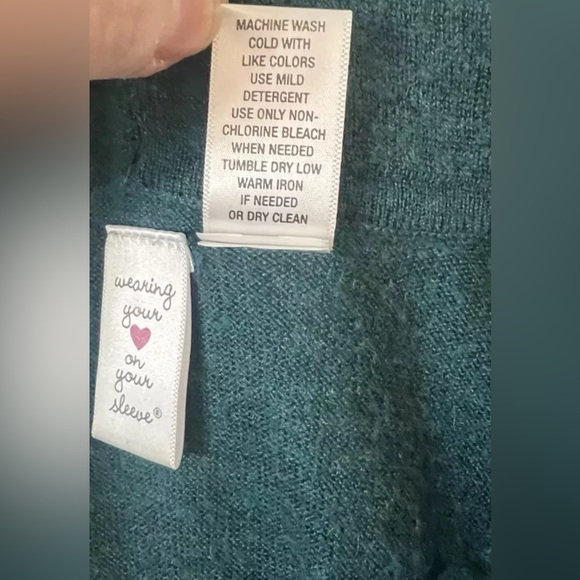 MACHINE WASH
COLD WITH
LIKE COLORS
USE MILD
DETERGENT
USE ONLY NON-
CHLORINE BLEACH
WHEN NEEDED
TUMBLE DRY LOW
WARM IRON
IF NEEDED
OR DRY CLEAN
wearing
your
on
your
sleeve®